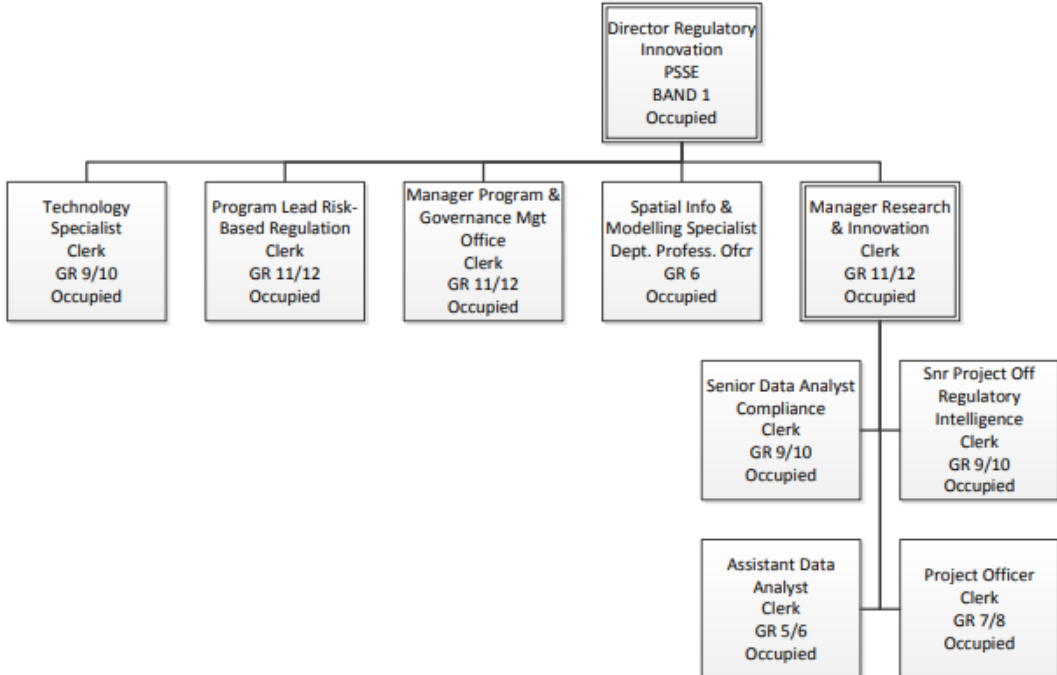 Director Regulatory
Innovation
PSSE
BAND 1
Occupied
Technology
Specialist
Clerk
GR 9/10
Occupied
Program Lead Risk-
Based Regulation
Clerk
GR 11/12
Occupied
Manager Program &
Governance Mgt
Office
Clerk
GR 11/12
Occupied
Spatial Info &
Modelling Specialist
Dept. Profess. Ofcr
GR 6
Occupied
Manager Research
& Innovation
Clerk
GR 11/12
Occupied
Senior Data Analyst
Compliance
Clerk
GR 9/10
Occupied
Snr Project Off
Regulatory
Intelligence
Clerk
GR 9/10
Occupied
Assistant Data
Analyst
Clerk
GR 5/6
Occupied
Project Officer
Clerk
GR 7/8
Occupied